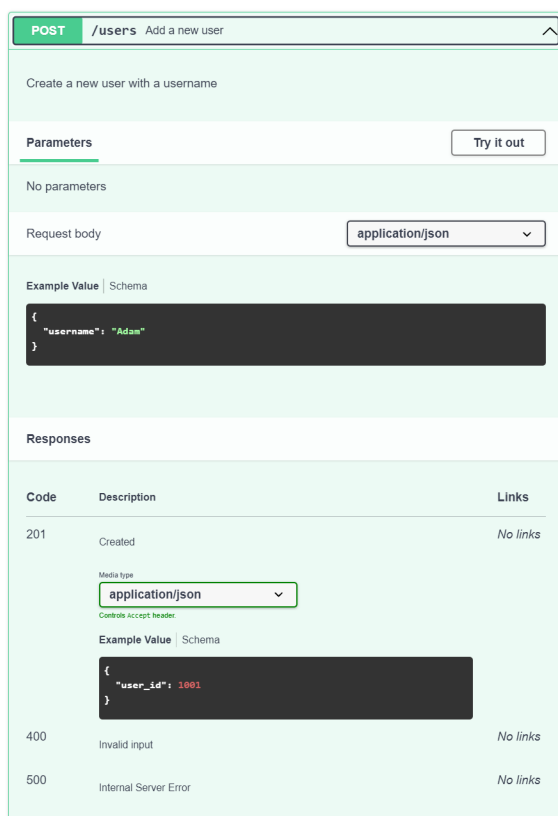 POST /users Add a new user
Create a new user with a username
Parameters Try it out
No parameters
Request body application/json
Example Value Schema
{
"username": "Adam"
}
Responses
Code Description Links
201 Created No links
Media type
application/json
Controls Accept header.
Example Value Schema
{
"user_id": 1001
}
400 Invalid input No links
500 Internal Server Error No links